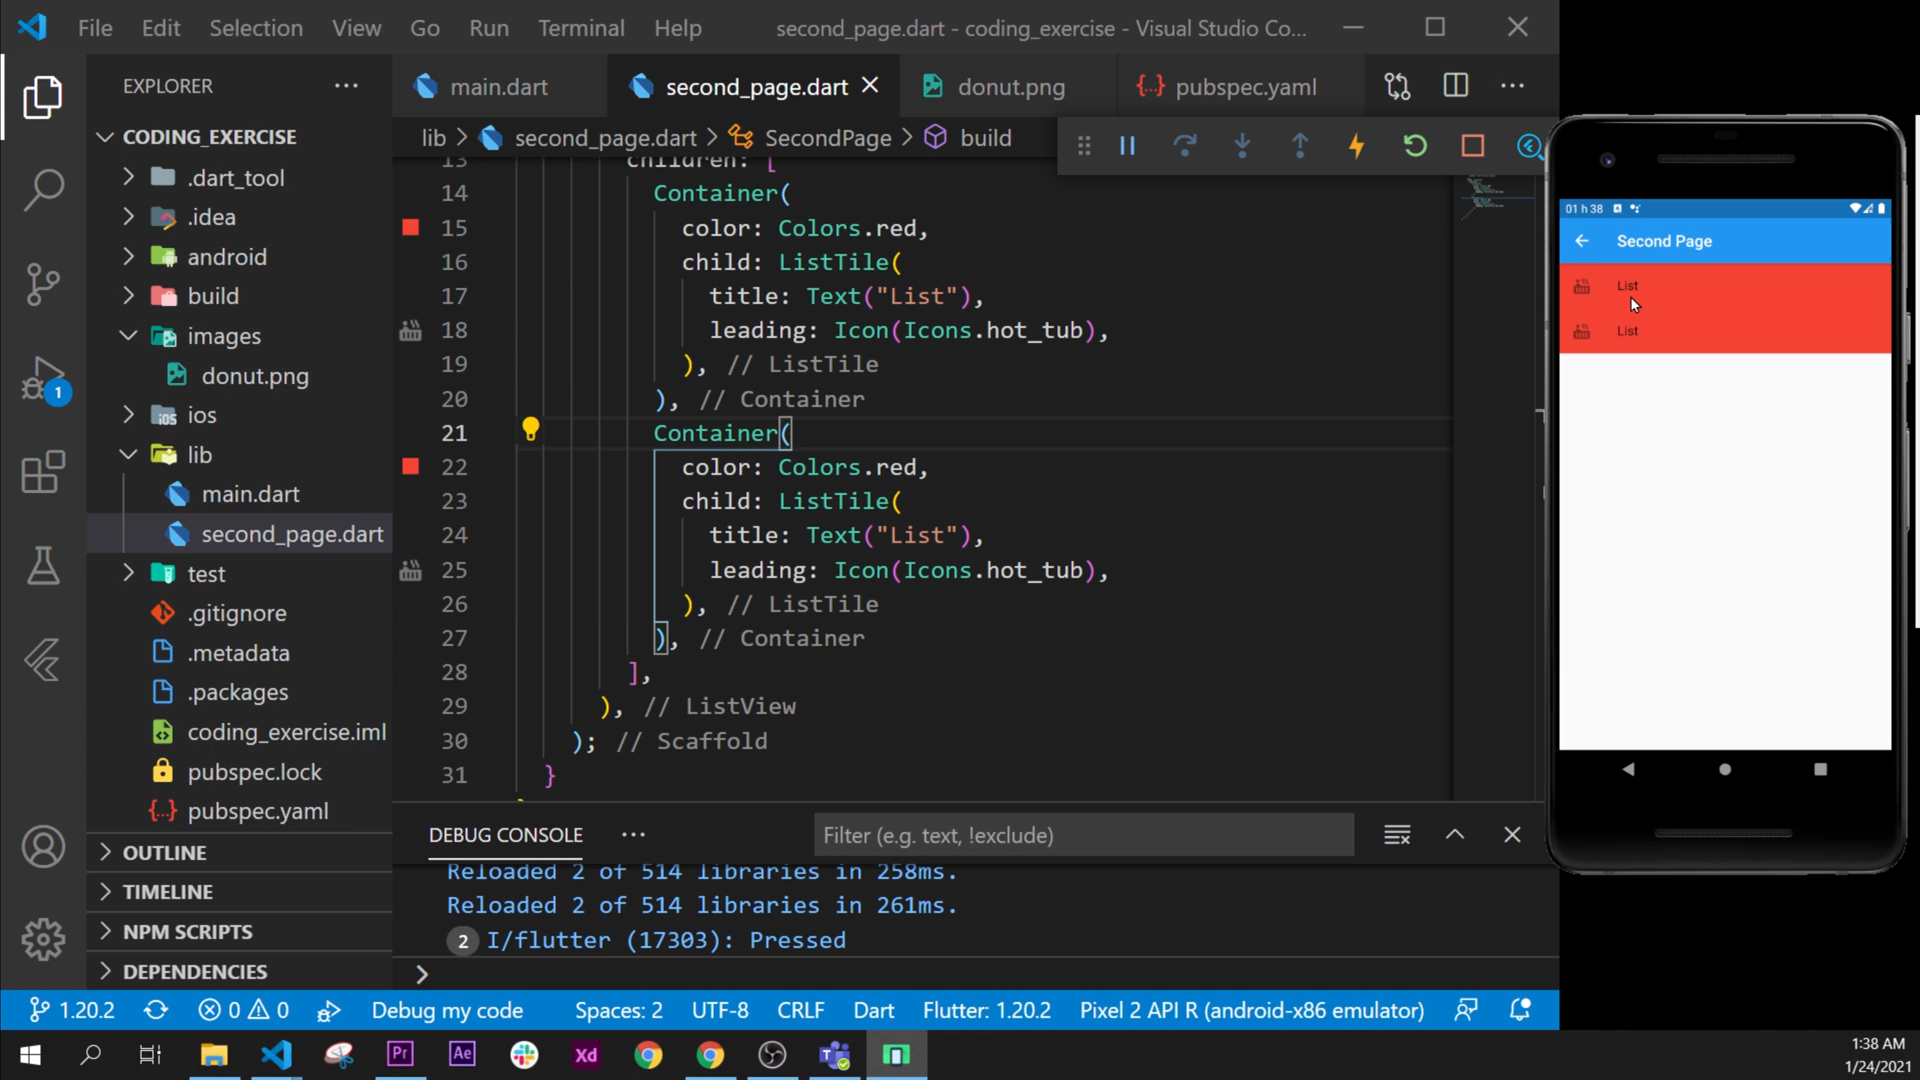 File Edit Selection View Go Run Terminal Help second_page.dart - coding_exercise - Visual Studio Co...
EXPLORER
main.dart second_page.dart donut.png pubspec.yaml
lib > second_page.dart > SecondPage > build
CODING_EXERCISE
.dart_tool
.idea
android
build
images
donut.png
ios
lib
main.dart
second_page.dart
test
.gitignore
.metadata
.packages
coding_exercise.iml
pubspec.lock
pubspec.yaml
OUTLINE
TIMELINE
NPM SCRIPTS
DEPENDENCIES
1
13 children: [
14 Container(
15 color: Colors.red,
16 child: ListTile(
17 title: Text("List"),
18 leading: Icon(Icons.hot_tub),
19 ), // ListTile
20 ), // Container
21 Container(
22 color: Colors.red,
23 child: ListTile(
24 title: Text("List"),
25 leading: Icon(Icons.hot_tub),
26 ), // ListTile
27 ), // Container
28 ],
29 ), // ListView
30 ); // Scaffold
31 }
DEBUG CONSOLE
Filter (e.g. text, !exclude)
Reloaded 2 of 514 libraries in 258ms.
Reloaded 2 of 514 libraries in 261ms.
2 I/flutter (17303): Pressed
01 h 38
Second Page
List
List
1.20.2 0 0 Debug my code Spaces: 2 UTF-8 CRLF Dart Flutter: 1.20.2 Pixel 2 API R (android-x86 emulator)
Pr Ae Xd
1:38 AM
1/24/2021